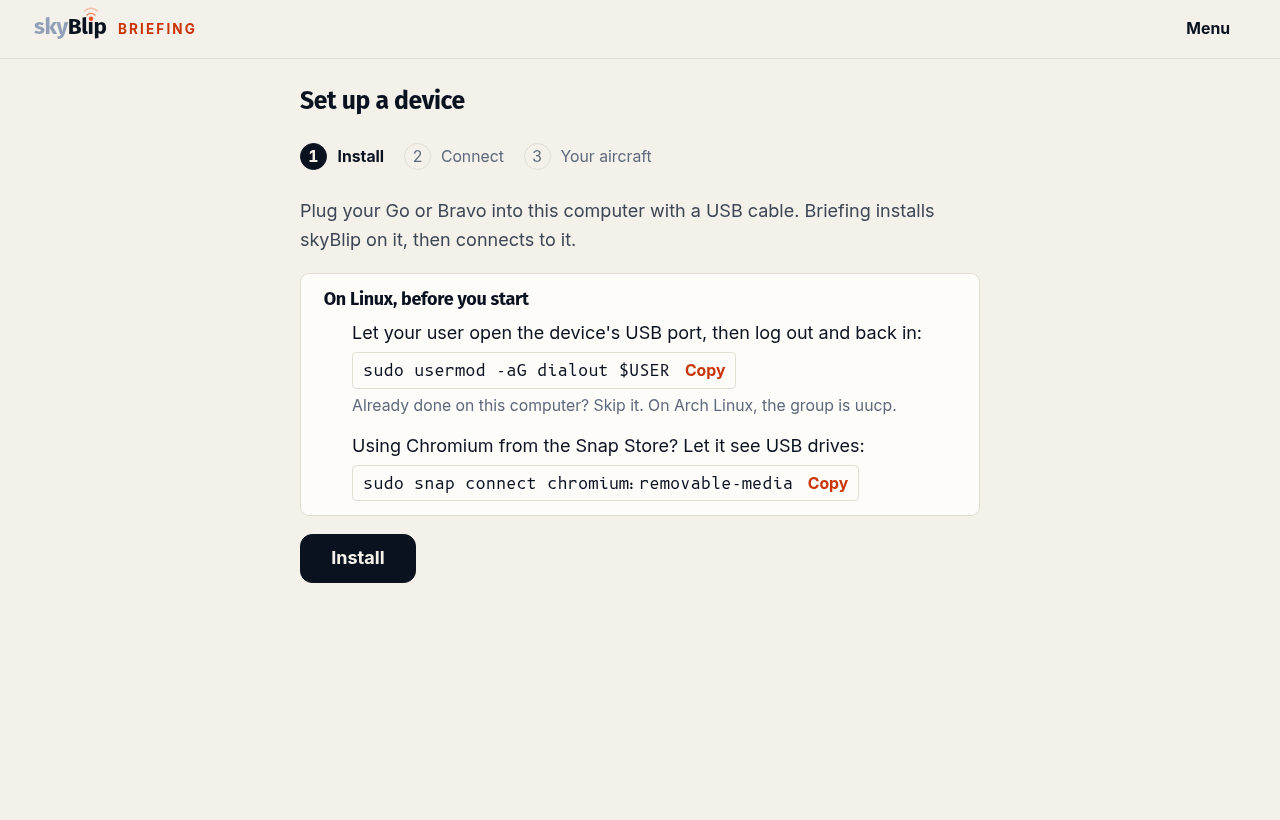 skyBlip BRIEFING
Menu
Set up a device
1 Install 2 Connect 3 Your aircraft
Plug your Go or Bravo into this computer with a USB cable. Briefing installs
skyBlip on it, then connects to it.
On Linux, before you start
Let your user open the device's USB port, then log out and back in:
sudo usermod -aG dialout $USER Copy
Already done on this computer? Skip it. On Arch Linux, the group is uucp.
Using Chromium from the Snap Store? Let it see USB drives:
sudo snap connect chromium:removable-media Copy
Install